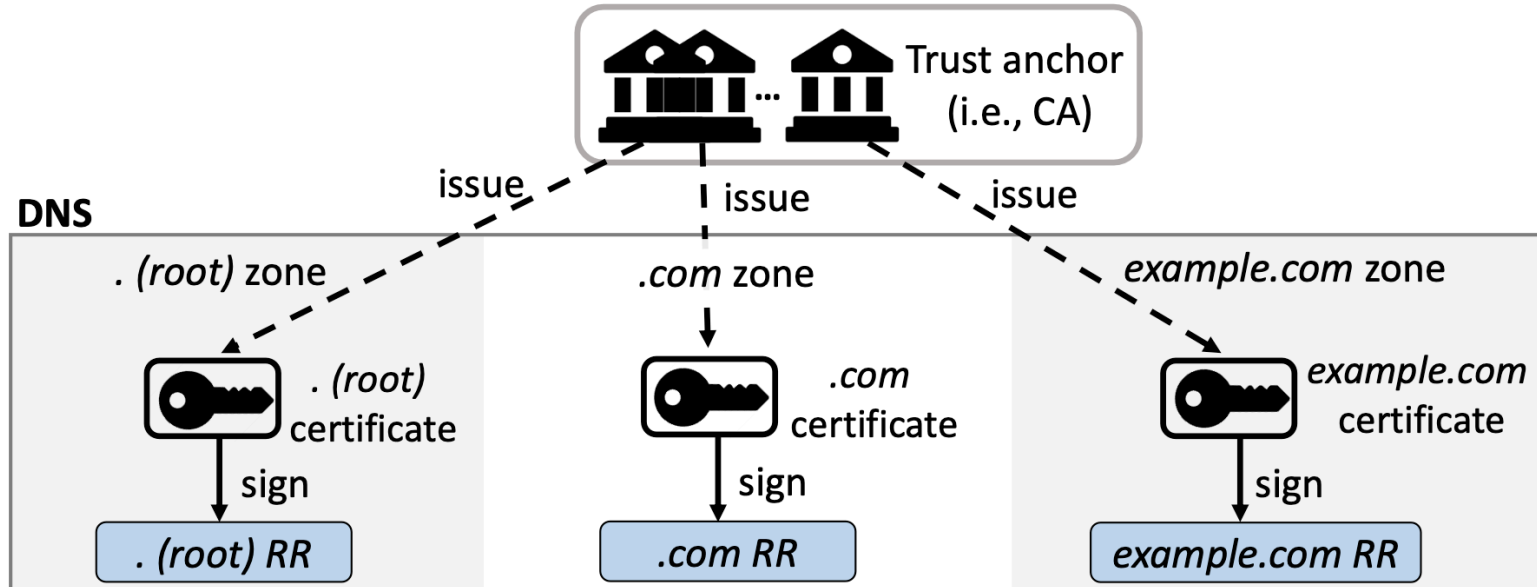 Trust anchor
(i.e., CA)
...
issue
issue
issue
DNS
. (root) zone
.com zone
example.com zone
. (root)
certificate
.com
certificate
example.com
certificate
sign
sign
sign
. (root) RR
.com RR
example.com RR